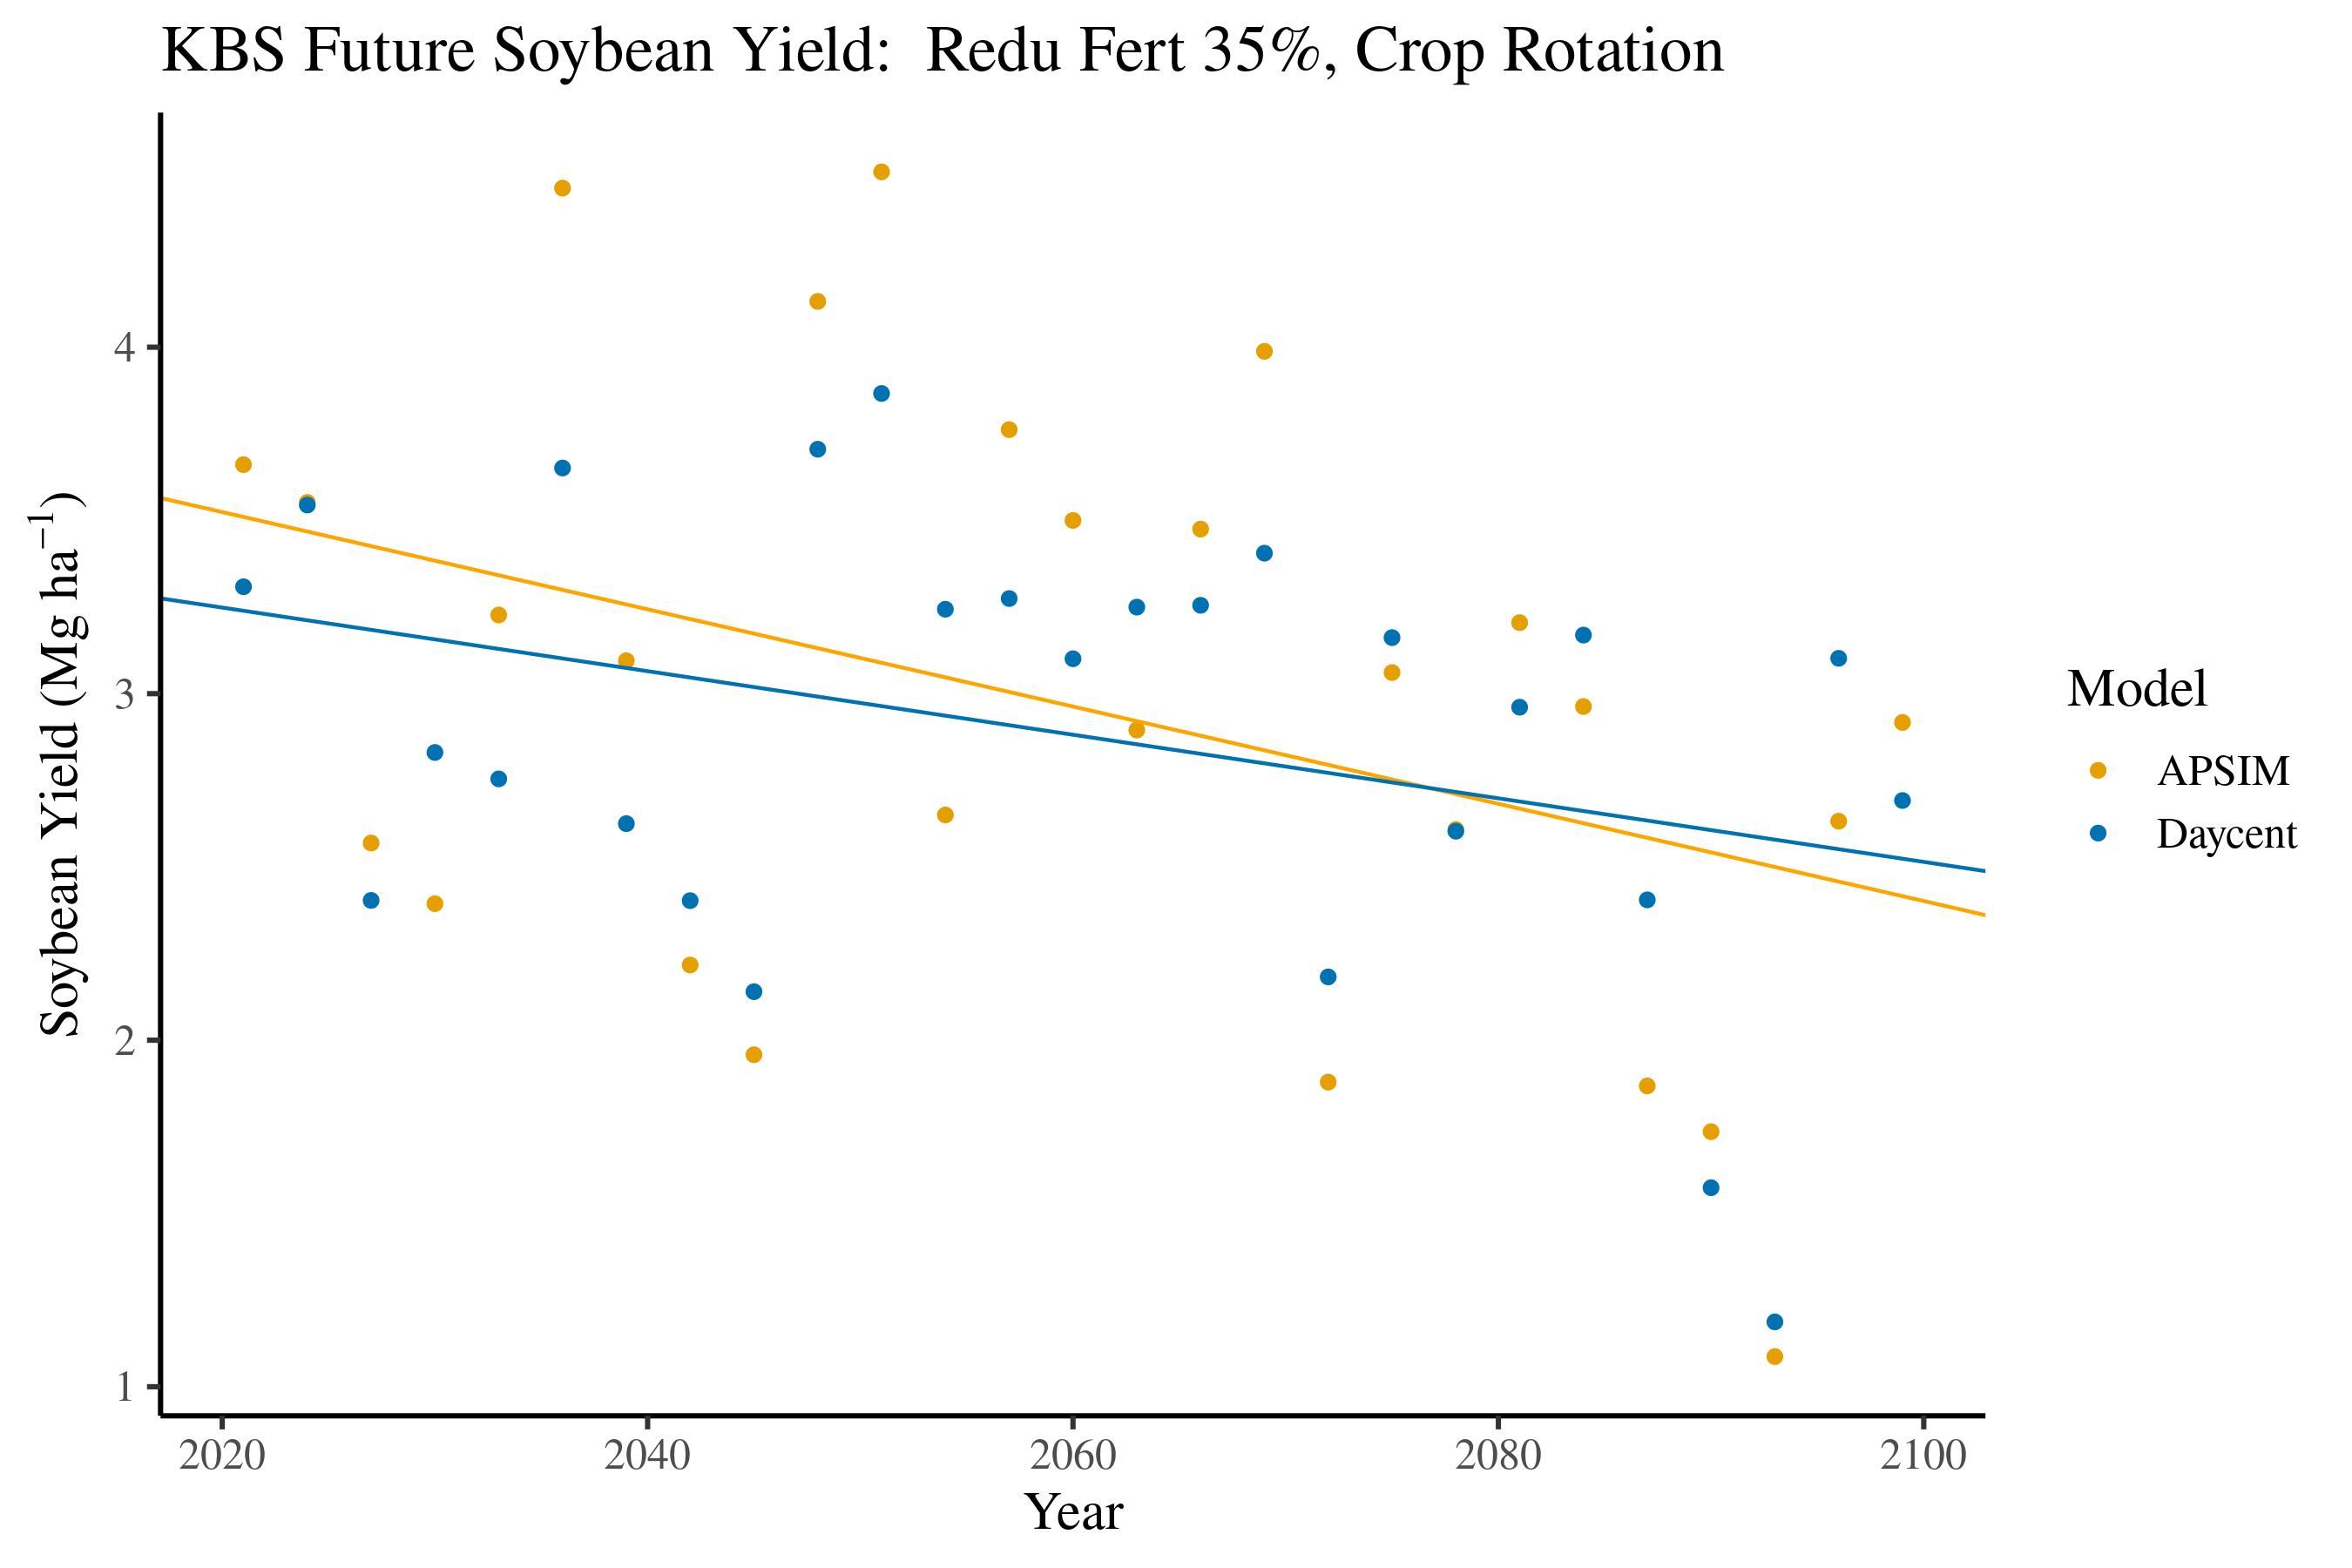 KBS Future Soybean Yield:  Redu Fert 35%, Crop Rotation
Soybean Yield (Mg ha⁻¹)
4
3
2
1
2020 2040 2060 2080 2100
Year
Model
APSIM
Daycent